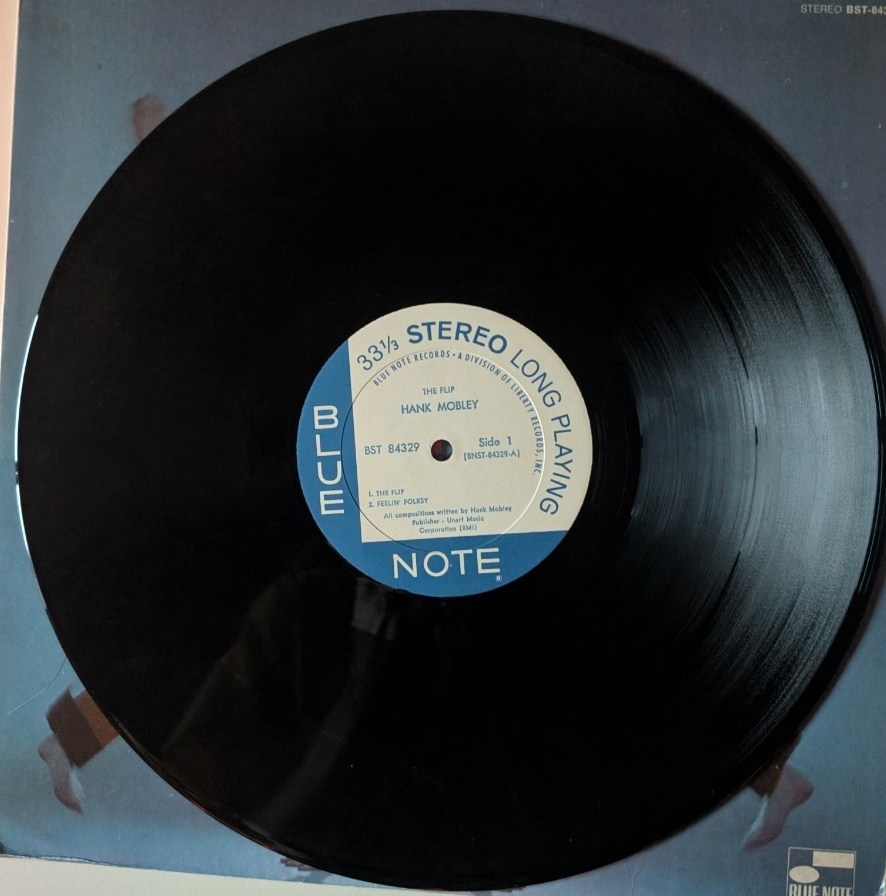 STEREO BST-84
33⅓ STEREO LONG PLAYING
BLUE NOTE RECORDS • A DIVISION OF LIBERTY RECORDS, INC.
THE FLIP
HANK MOBLEY
BST 84329
Side 1
(BNST-84329-A)
1. THE FLIP
2. FEELIN' FOLKSY
All compositions written by Hank Mobley
Publisher - Unart Music
Corporation (BMI)
BLUE
NOTE®
BLUE NOTE